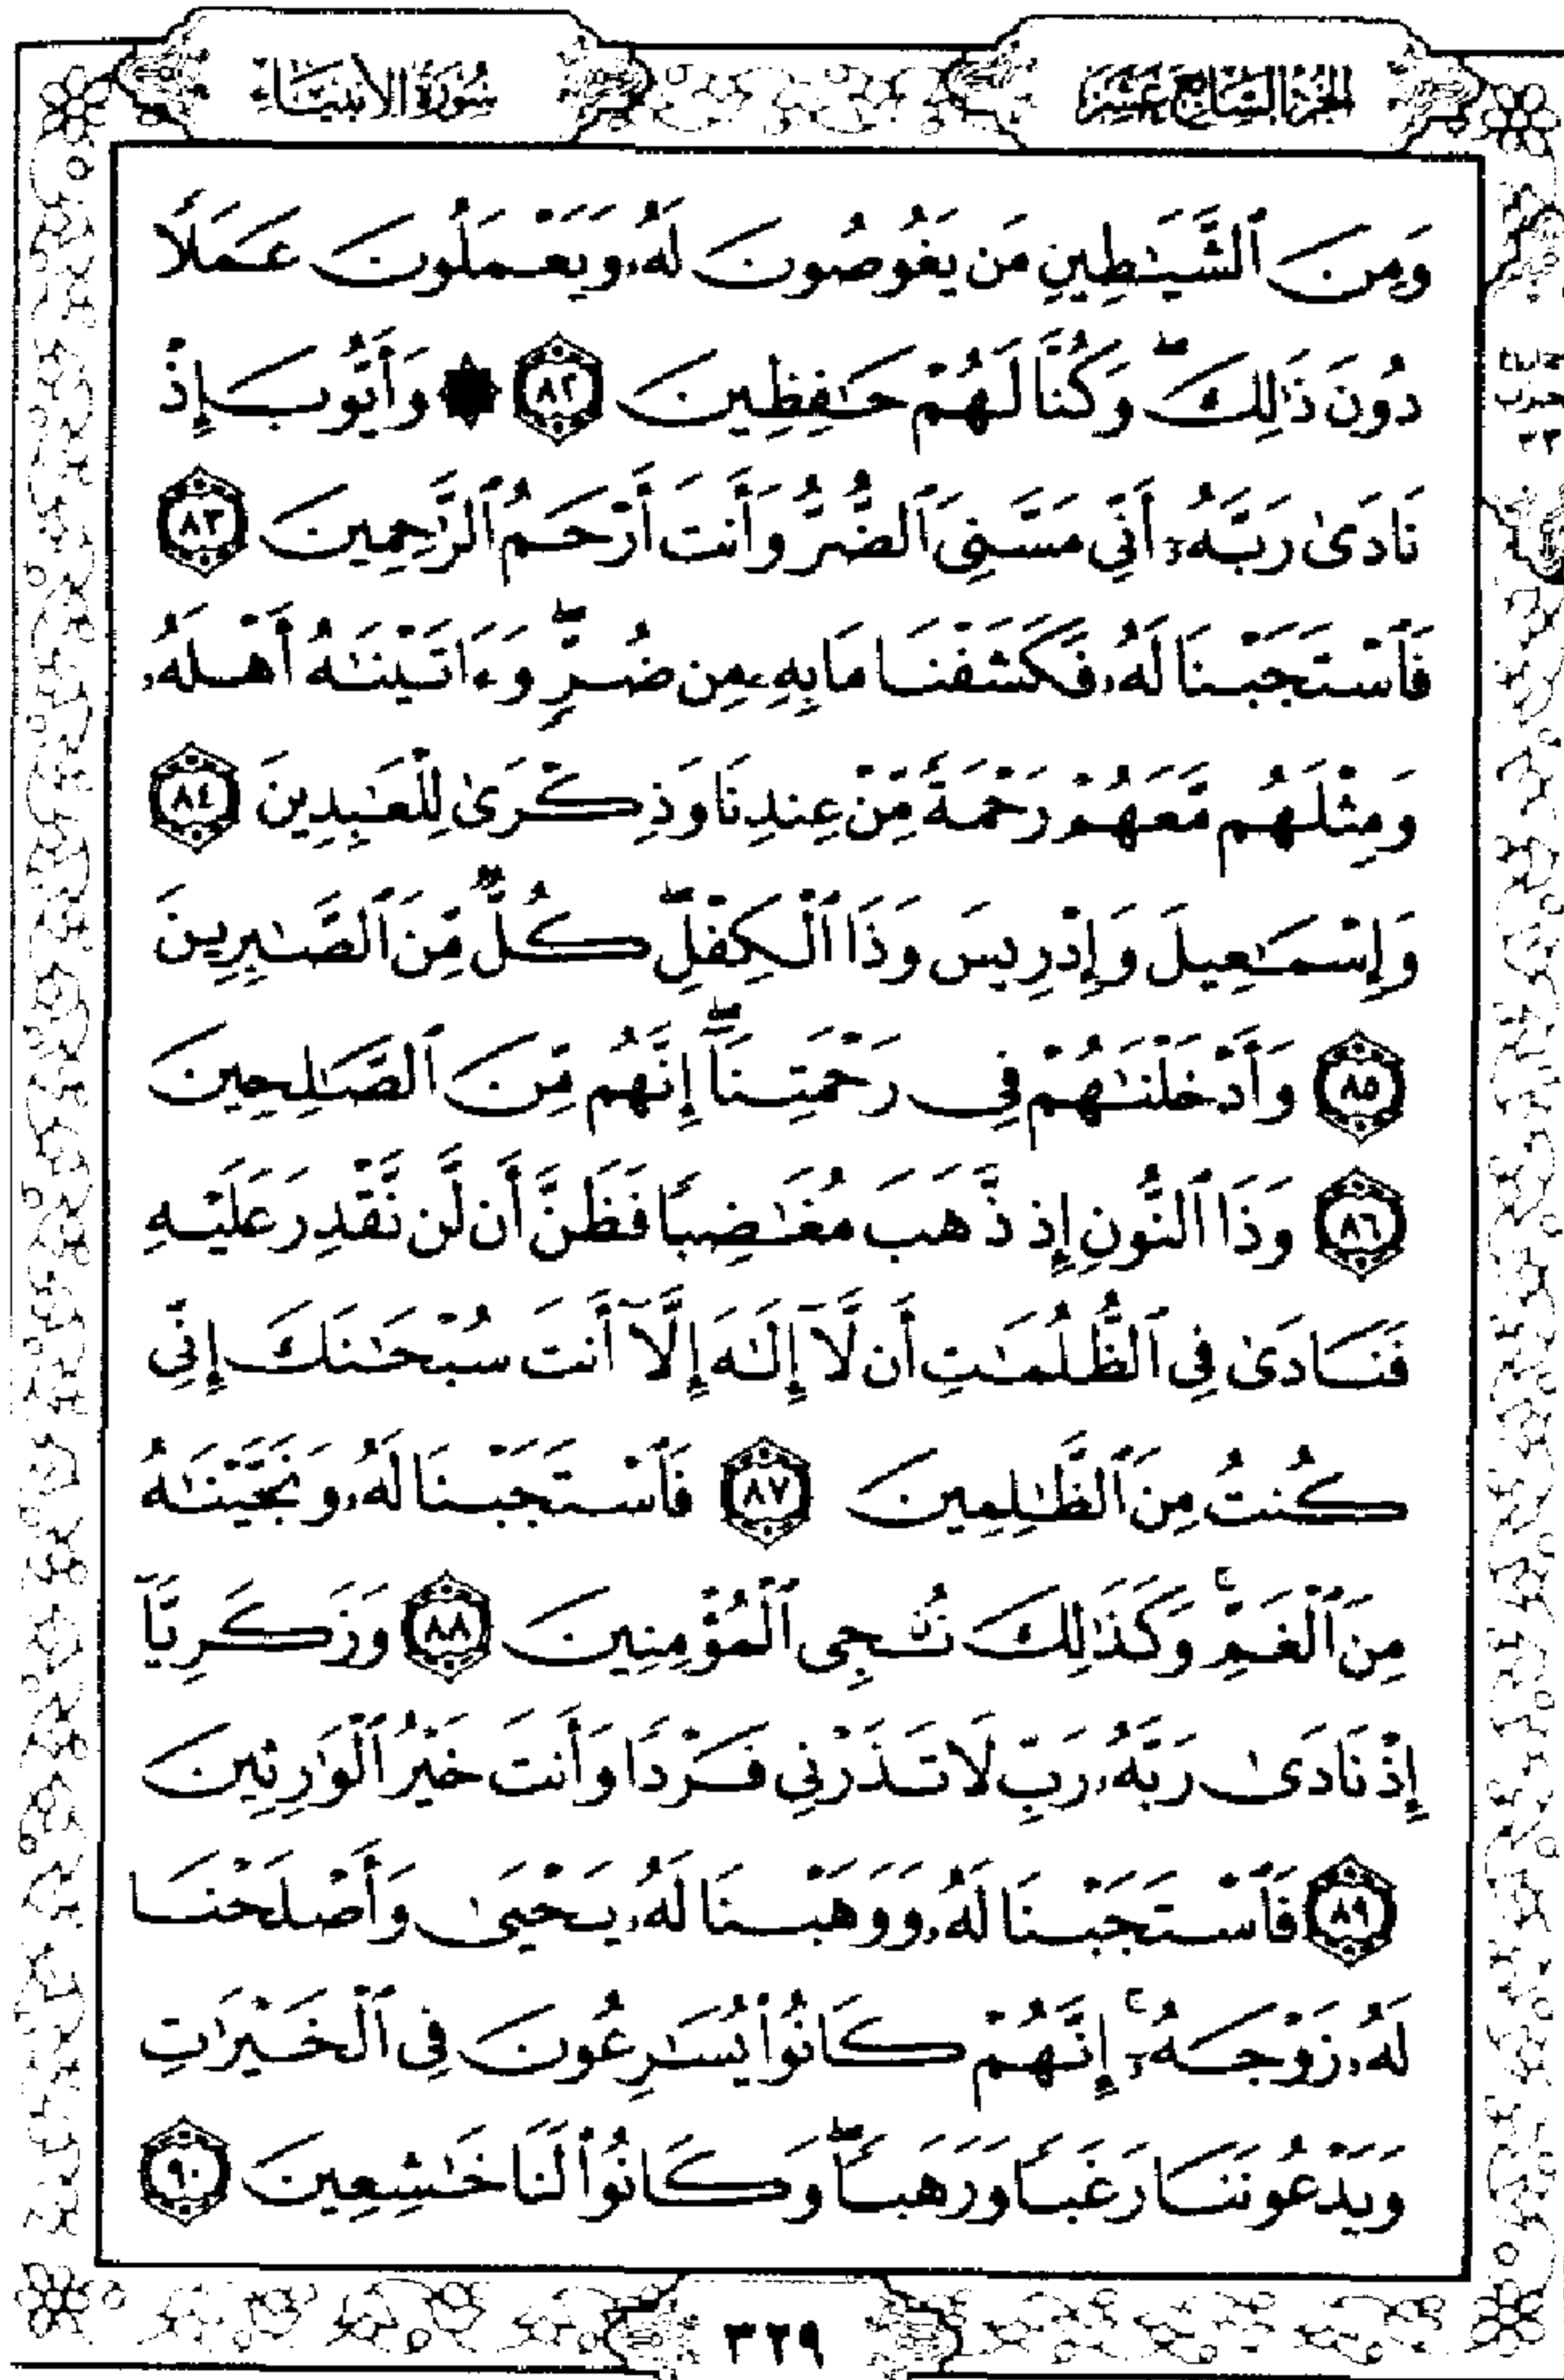 الجزء السابع عشر
سورة الأنبياء
وَمِنَ ٱلشَّيَـٰطِينِ مَن يَغُوصُونَ لَهُۥ وَيَعْمَلُونَ عَمَلًا
دُونَ ذَٰلِكَ ۖ وَكُنَّا لَهُمْ حَـٰفِظِينَ ﴿٨٢﴾ ۞ وَأَيُّوبَ إِذْ
نَادَىٰ رَبَّهُۥٓ أَنِّى مَسَّنِىَ ٱلضُّرُّ وَأَنتَ أَرْحَمُ ٱلرَّٰحِمِينَ ﴿٨٣﴾
فَٱسْتَجَبْنَا لَهُۥ فَكَشَفْنَا مَا بِهِۦ مِن ضُرٍّ ۖ وَءَاتَيْنَـٰهُ أَهْلَهُۥ
وَمِثْلَهُم مَّعَهُمْ رَحْمَةً مِّنْ عِندِنَا وَذِكْرَىٰ لِلْعَـٰبِدِينَ ﴿٨٤﴾
وَإِسْمَـٰعِيلَ وَإِدْرِيسَ وَذَا ٱلْكِفْلِ ۖ كُلٌّ مِّنَ ٱلصَّـٰبِرِينَ
﴿٨٥﴾ وَأَدْخَلْنَـٰهُمْ فِى رَحْمَتِنَآ ۖ إِنَّهُم مِّنَ ٱلصَّـٰلِحِينَ
﴿٨٦﴾ وَذَا ٱلنُّونِ إِذ ذَّهَبَ مُغَـٰضِبًا فَظَنَّ أَن لَّن نَّقْدِرَ عَلَيْهِ
فَنَادَىٰ فِى ٱلظُّلُمَـٰتِ أَن لَّآ إِلَـٰهَ إِلَّآ أَنتَ سُبْحَـٰنَكَ إِنِّى
كُنتُ مِنَ ٱلظَّـٰلِمِينَ ﴿٨٧﴾ فَٱسْتَجَبْنَا لَهُۥ وَنَجَّيْنَـٰهُ
مِنَ ٱلْغَمِّ ۚ وَكَذَٰلِكَ نُـۨجِى ٱلْمُؤْمِنِينَ ﴿٨٨﴾ وَزَكَرِيَّآ
إِذْ نَادَىٰ رَبَّهُۥ رَبِّ لَا تَذَرْنِى فَرْدًا وَأَنتَ خَيْرُ ٱلْوَٰرِثِينَ
﴿٨٩﴾ فَٱسْتَجَبْنَا لَهُۥ وَوَهَبْنَا لَهُۥ يَحْيَىٰ وَأَصْلَحْنَا
لَهُۥ زَوْجَهُۥٓ ۚ إِنَّهُمْ كَانُوا۟ يُسَـٰرِعُونَ فِى ٱلْخَيْرَٰتِ
وَيَدْعُونَنَا رَغَبًا وَرَهَبًا ۖ وَكَانُوا۟ لَنَا خَـٰشِعِينَ ﴿٩٠﴾
٣٢٩